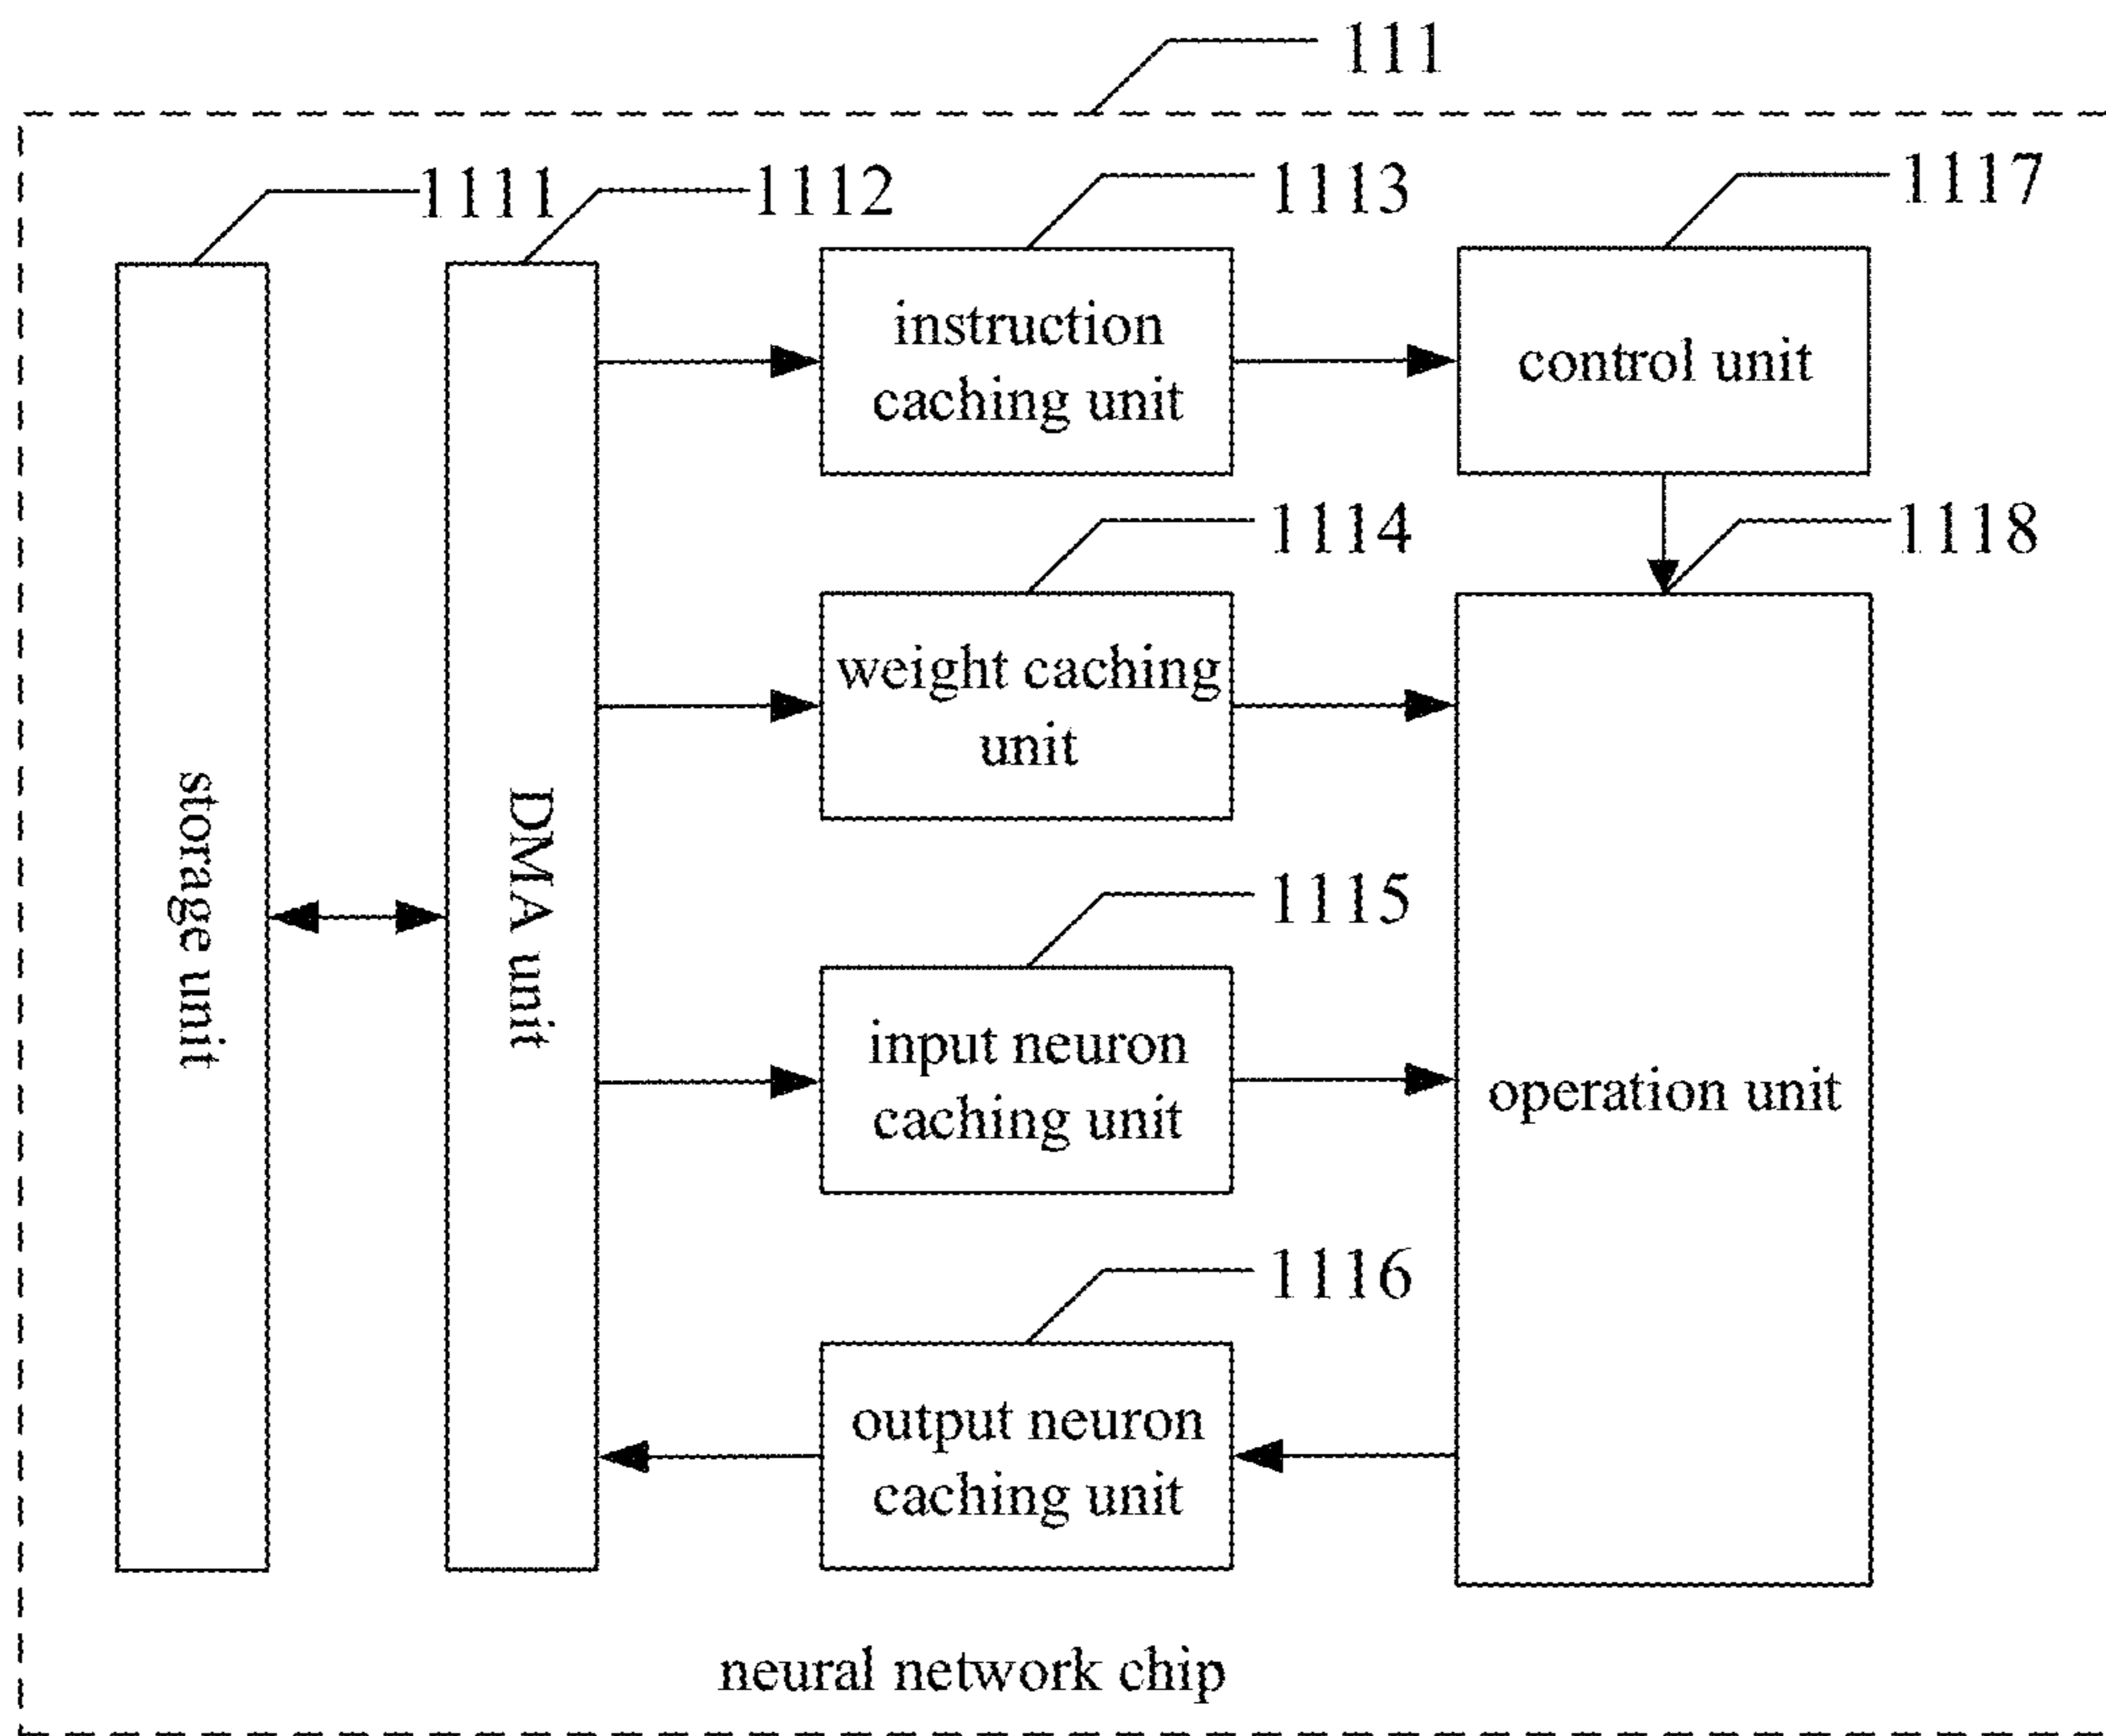 111
1111
1112
1113
1117
instruction
caching unit
control unit
1114
1118
weight caching
unit
storage unit
DMA unit
1115
input neuron
caching unit
operation unit
1116
output neuron
caching unit
neural network chip